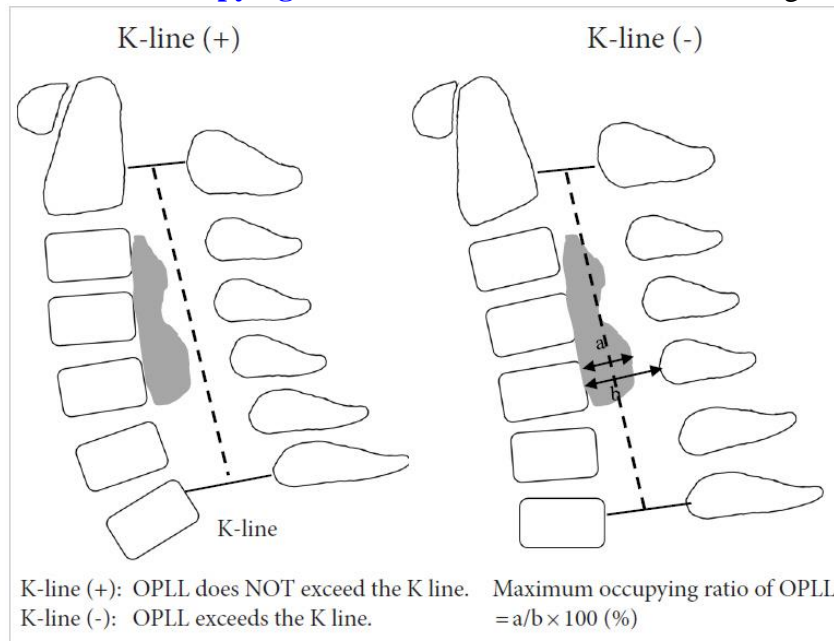 pying
K-line (+)
K-line (-)
a
b
K-line
K-line (+): OPLL does NOT exceed the K line.
K-line (-): OPLL exceeds the K line.
Maximum occupying ratio of OPLL
= a/b × 100 (%)